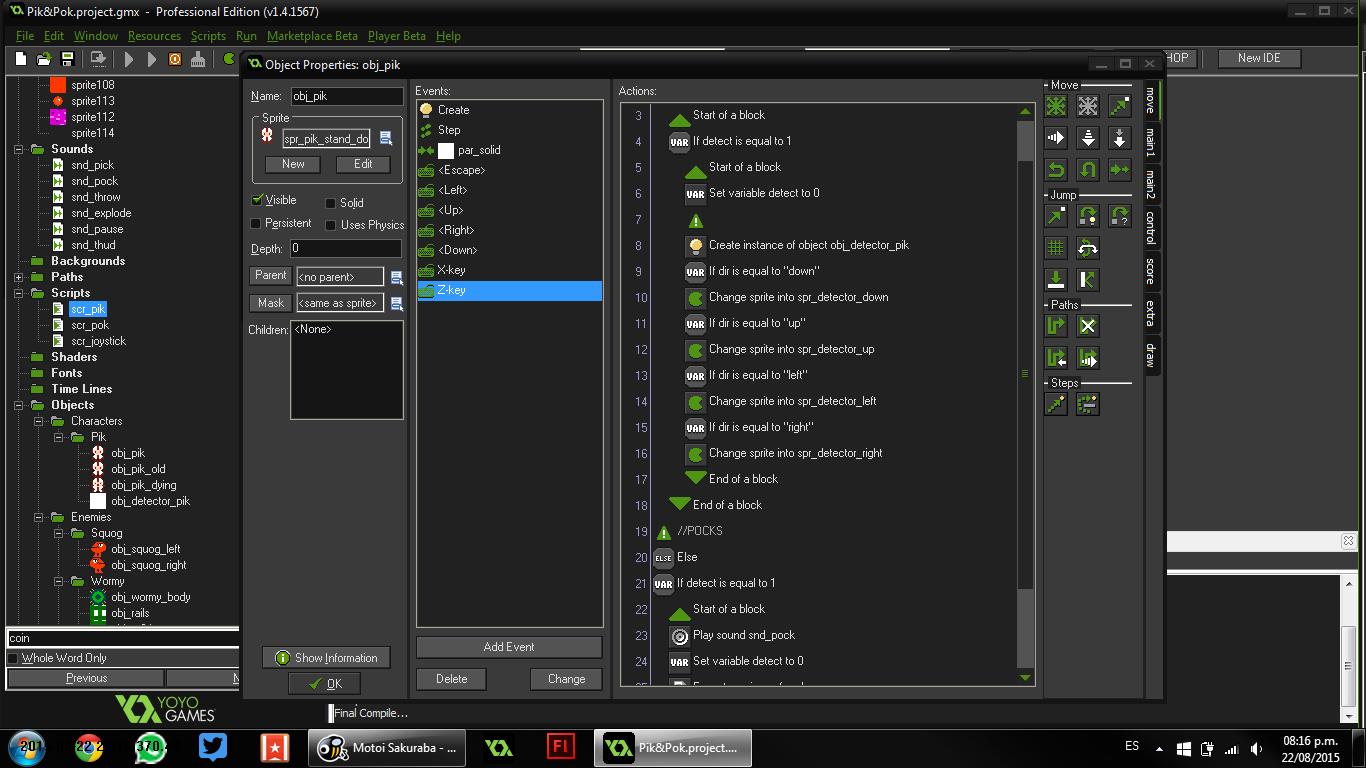 Pik&Pok.project.gmx - Professional Edition (v1.4.1567)
File Edit Window Resources Scripts Run Marketplace Beta Player Beta Help
HOP
New IDE
sprite108
sprite113
sprite112
sprite114
Sounds
snd_pick
snd_pock
snd_throw
snd_explode
snd_pause
snd_thud
Backgrounds
Paths
Scripts
scr_pik
scr_pok
scr_joystick
Shaders
Fonts
Time Lines
Objects
Characters
Pik
obj_pik
obj_pik_old
obj_pik_dying
obj_detector_pik
Enemies
Squog
obj_squog_left
obj_squog_right
Wormy
obj_wormy_body
obj_rails
coin
Whole Word Only
Previous
N
Object Properties: obj_pik
Name: obj_pik
Sprite
spr_pik_stand_do
New Edit
Visible Solid
Persistent Uses Physics
Depth: 0
Parent <no parent>
Mask <same as sprite>
Children: <None>
Show Information
OK
Events:
Create
Step
par_solid
<Escape>
<Left>
<Up>
<Right>
<Down>
X-key
Z-key
Add Event
Delete Change
Actions:
3 Start of a block
4 VAR If detect is equal to 1
5 Start of a block
6 VAR Set variable detect to 0
7
8 Create instance of object obj_detector_pik
9 VAR If dir is equal to "down"
10 Change sprite into spr_detector_down
11 VAR If dir is equal to "up"
12 Change sprite into spr_detector_up
13 VAR If dir is equal to "left"
14 Change sprite into spr_detector_left
15 VAR If dir is equal to "right"
16 Change sprite into spr_detector_right
17 End of a block
18 End of a block
19 //POCKS
20 ELSE Else
21 VAR If detect is equal to 1
22 Start of a block
23 Play sound snd_pock
24 VAR Set variable detect to 0
Move
Jump
Paths
Steps
move
main1
main2
control
score
extra
draw
YOYO
GAMES
Final Compile...
Motoi Sakuraba - ...
Fl
Pik&Pok.project....
ES
08:16 p.m.
22/08/2015